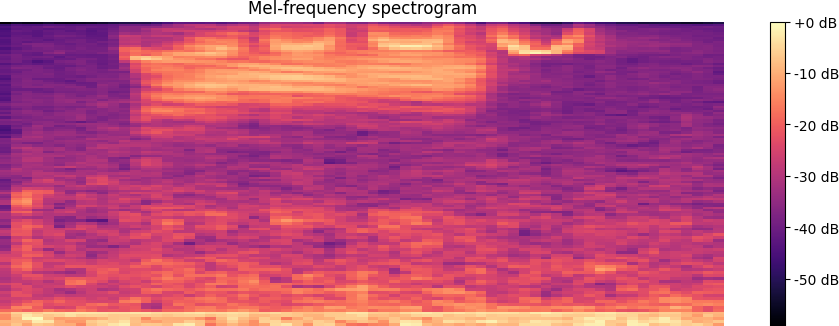 Mel-frequency spectrogram
+0 dB
-10 dB
-20 dB
-30 dB
-40 dB
-50 dB